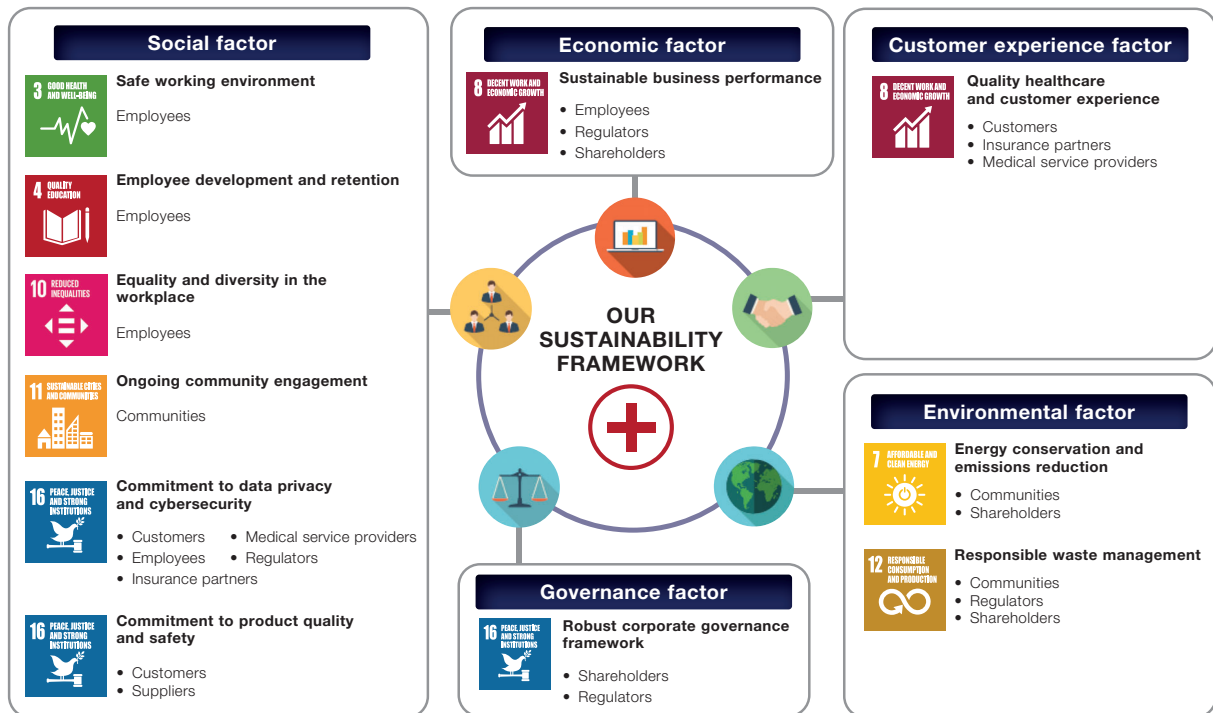 Social factor
3 GOOD HEALTH
AND WELL-BEING
Safe working environment
Employees
4 QUALITY
EDUCATION
Employee development and retention
Employees
10 REDUCED
INEQUALITIES
Equality and diversity in the
workplace
Employees
11 SUSTAINABLE CITIES
AND COMMUNITIES
Ongoing community engagement
Communities
16 PEACE, JUSTICE
AND STRONG
INSTITUTIONS
Commitment to data privacy
and cybersecurity
• Customers • Medical service providers
• Employees • Regulators
• Insurance partners
16 PEACE, JUSTICE
AND STRONG
INSTITUTIONS
Commitment to product quality
and safety
• Customers
• Suppliers
Economic factor
8 DECENT WORK AND
ECONOMIC GROWTH
Sustainable business performance
• Employees
• Regulators
• Shareholders
OUR
SUSTAINABILITY
FRAMEWORK
Governance factor
16 PEACE, JUSTICE
AND STRONG
INSTITUTIONS
Robust corporate governance
framework
• Shareholders
• Regulators
Customer experience factor
8 DECENT WORK AND
ECONOMIC GROWTH
Quality healthcare
and customer experience
• Customers
• Insurance partners
• Medical service providers
Environmental factor
7 AFFORDABLE AND
CLEAN ENERGY
Energy conservation and
emissions reduction
• Communities
• Shareholders
12 RESPONSIBLE
CONSUMPTION
AND PRODUCTION
Responsible waste management
• Communities
• Regulators
• Shareholders